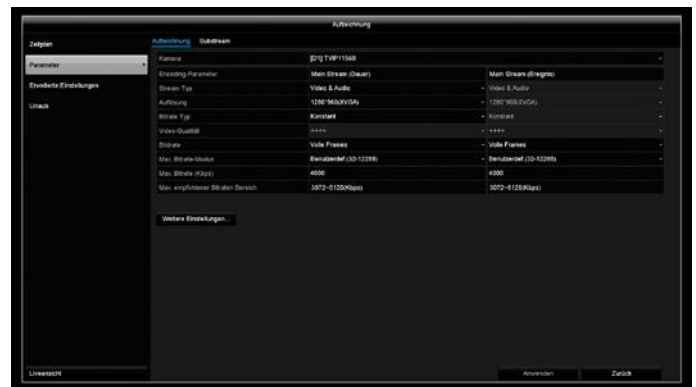 Aufzeichnung
Zeitplan
Parameter
Erweiterte Einstellungen
Urlaub
Aufzeichnung Substream
Kamera [D1] TVIP11560
Encoding-Parameter Main Stream (Dauer) Main Stream (Ereignis)
Stream Typ Video & Audio Video & Audio
Auflösung 1280*960(XVGA) 1280*960(XVGA)
Bitrate Typ Konstant Konstant
Video-Qualität ++++ ++++
Bildrate Volle Frames Volle Frames
Max. Bitrate-Modus Benutzerdef (32-12288) Benutzerdef (32-12288)
Max. Bitrate (Kbps) 4000 4000
Max. empfohlener Bitraten Bereich 3072~5120(Kbps) 3072~5120(Kbps)
Weitere Einstellungen...
Liveansicht
Anwenden
Zurück